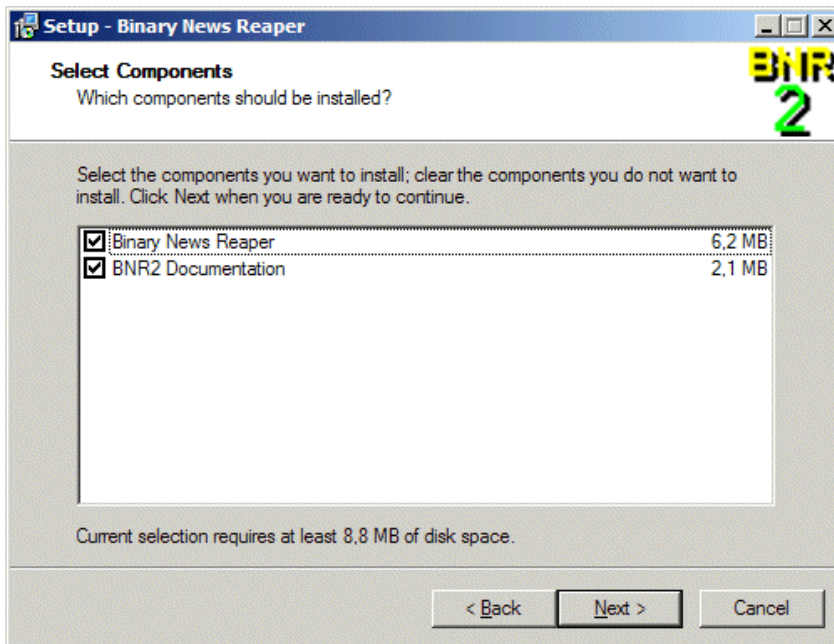 Setup - Binary News Reaper
Select Components
Which components should be installed?
BNR
2
Select the components you want to install; clear the components you do not want to
install. Click Next when you are ready to continue.
Binary News Reaper 6,2 MB
BNR2 Documentation 2,1 MB
Current selection requires at least 8,8 MB of disk space.
< Back Next > Cancel